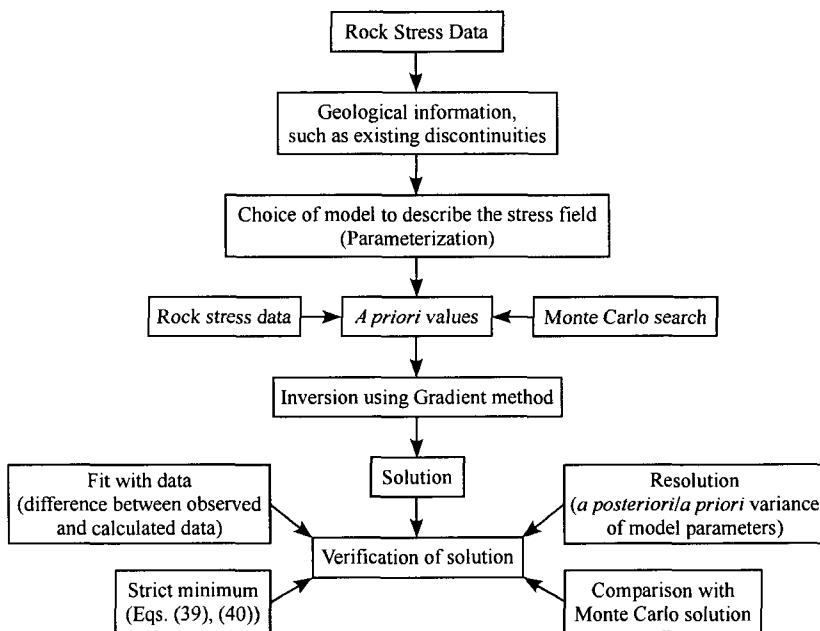 Rock Stress Data
Geological information,
such as existing discontinuities
Choice of model to describe the stress field
(Parameterization)
Rock stress data
A priori values
Monte Carlo search
Inversion using Gradient method
Solution
Fit with data
(difference between observed
and calculated data)
Resolution
(a posteriori/a priori variance
of model parameters)
Verification of solution
Strict minimum
(Eqs. (39), (40))
Comparison with
Monte Carlo solution